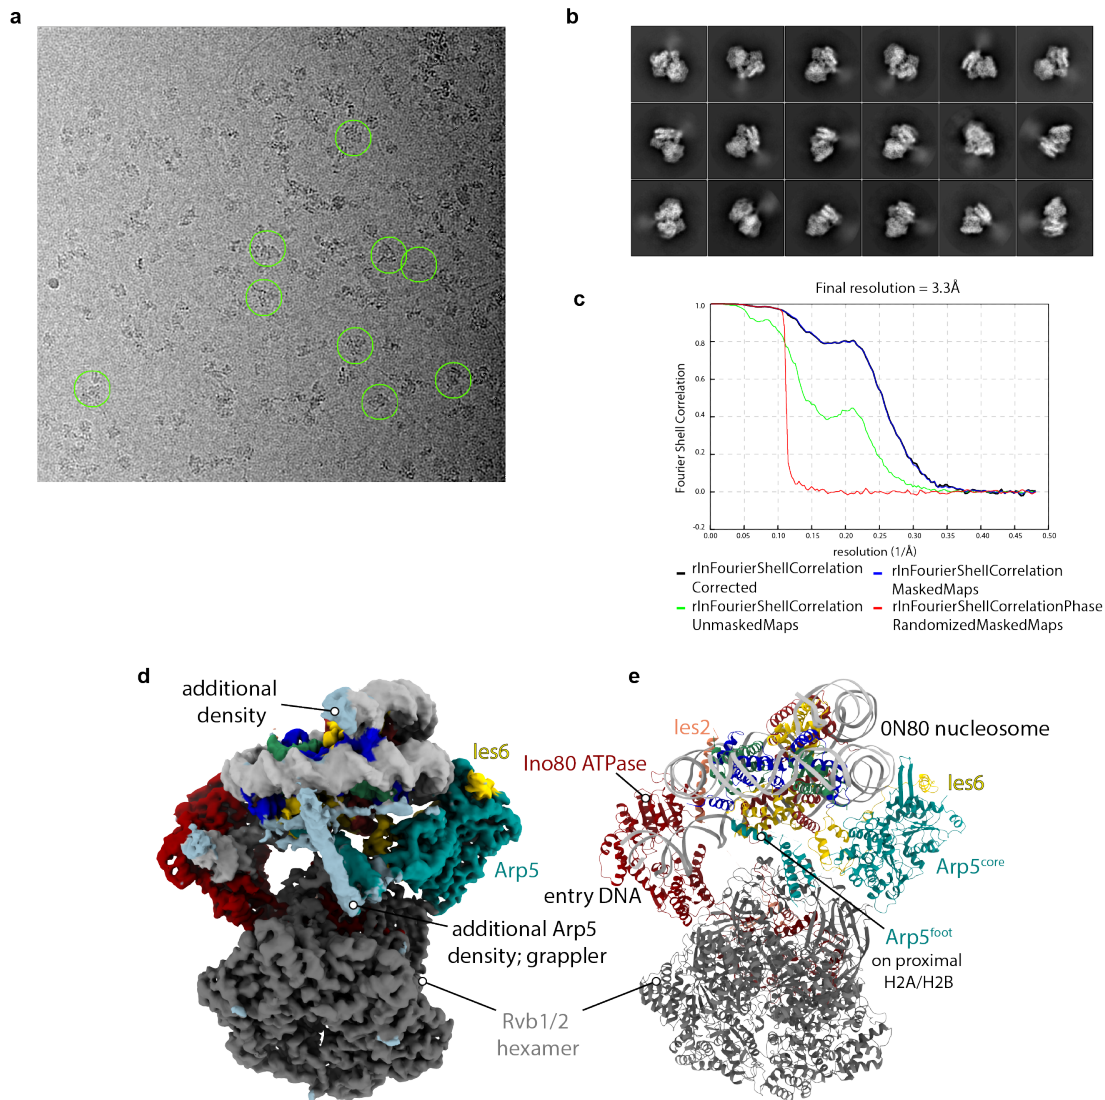 a
b
c
Final resolution = 3.3Å
Fourier Shell Correlation
1.0
0.8
0.6
0.4
0.2
0.0
-0.2
0.00 0.05 0.10 0.15 0.20 0.25 0.30 0.35 0.40 0.45 0.50
resolution (1/Å)
rlnFourierShellCorrelation
Corrected
rlnFourierShellCorrelation
MaskedMaps
rlnFourierShellCorrelation
UnmaskedMaps
rlnFourierShellCorrelationPhase
RandomizedMaskedMaps
d
additional
density
Ies6
Arp5
additional Arp5
density; grappler
Rvb1/2
hexamer
e
Ies2
0N80 nucleosome
Ino80 ATPase
Ies6
Arp5core
entry DNA
Arp5foot
on proximal
H2A/H2B